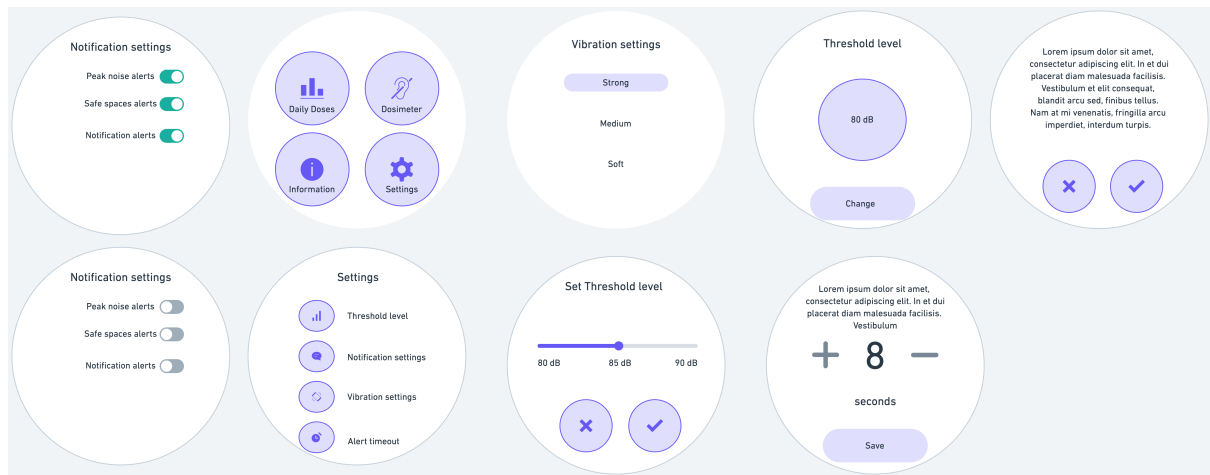 Notification settings
Peak noise alerts
Safe spaces alerts
Notification alerts
Daily Doses
Dosimeter
Information
Settings
Vibration settings
Strong
Medium
Soft
Threshold level
80 dB
Change
Lorem ipsum dolor sit amet,
consectetur adipiscing elit. In et dui
placerat diam malesuada facilisis.
Vestibulum et elit consequat,
blandit arcu sed, finibus tellus.
Nam at mi venenatis, fringilla arcu
imperdiet, interdum turpis.
Notification settings
Peak noise alerts
Safe spaces alerts
Notification alerts
Settings
Threshold level
Notification settings
Vibration settings
Alert timeout
Set Threshold level
80 dB 85 dB 90 dB
Lorem ipsum dolor sit amet,
consectetur adipiscing elit. In et dui
placerat diam malesuada facilisis.
Vestibulum
+ 8 −
seconds
Save